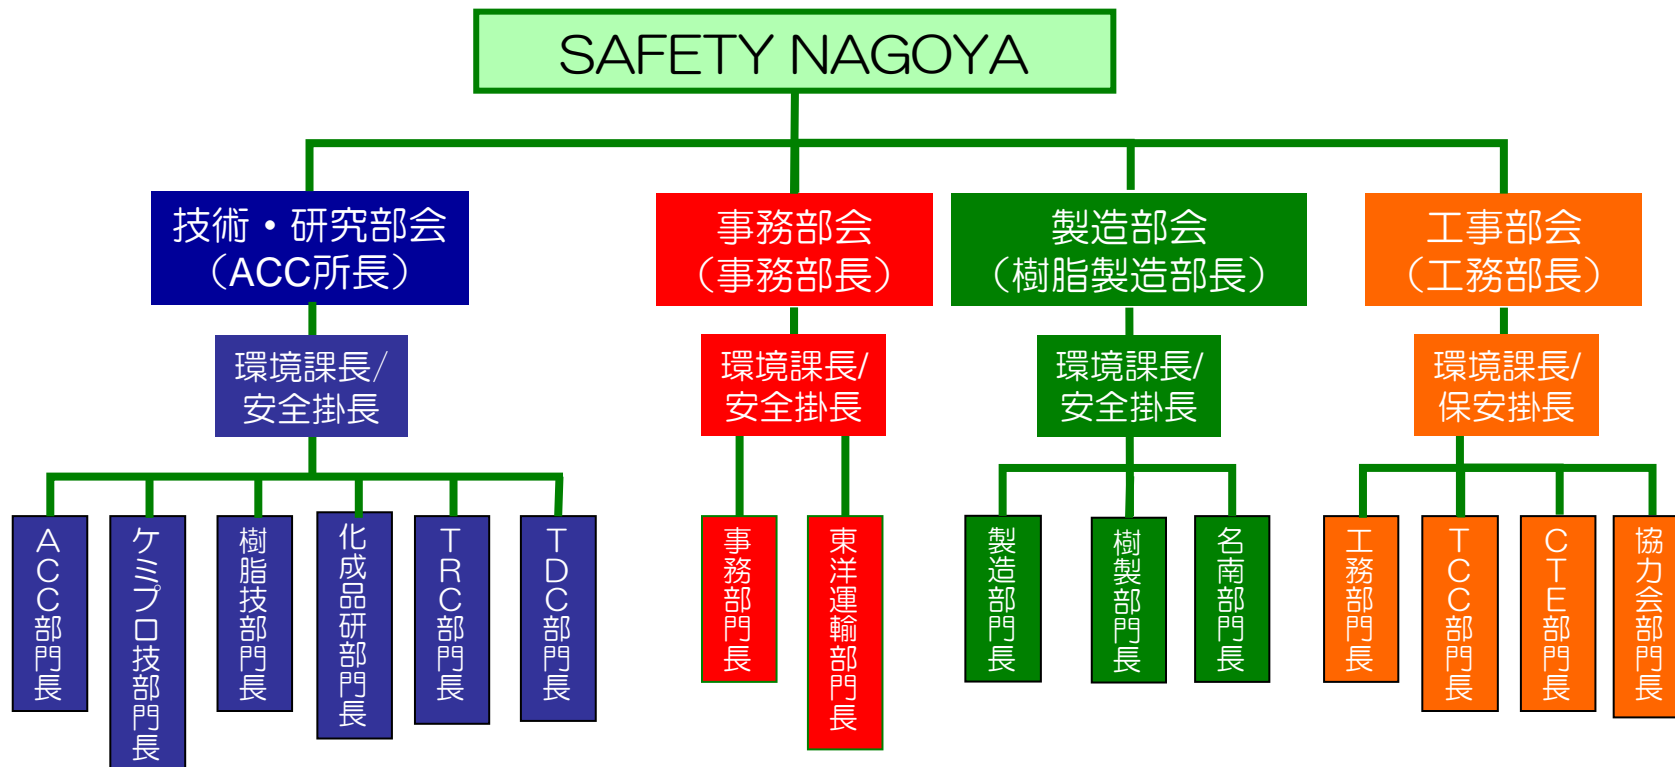 SAFETY NAGOYA
技術・研究部会
（ACC所長）
事務部会
（事務部長）
製造部会
（樹脂製造部長）
工事部会
（工務部長）
環境課長/
安全掛長
環境課長/
安全掛長
環境課長/
安全掛長
環境課長/
保安掛長
ACC部門長
ケミプロ技部門長
樹脂技部門長
化成品研部門長
TRC部門長
TDC部門長
事務部門長
東洋運輸部門長
製造部門長
樹製部門長
名南部門長
工務部門長
TCC部門長
CTE部門長
協力会部門長